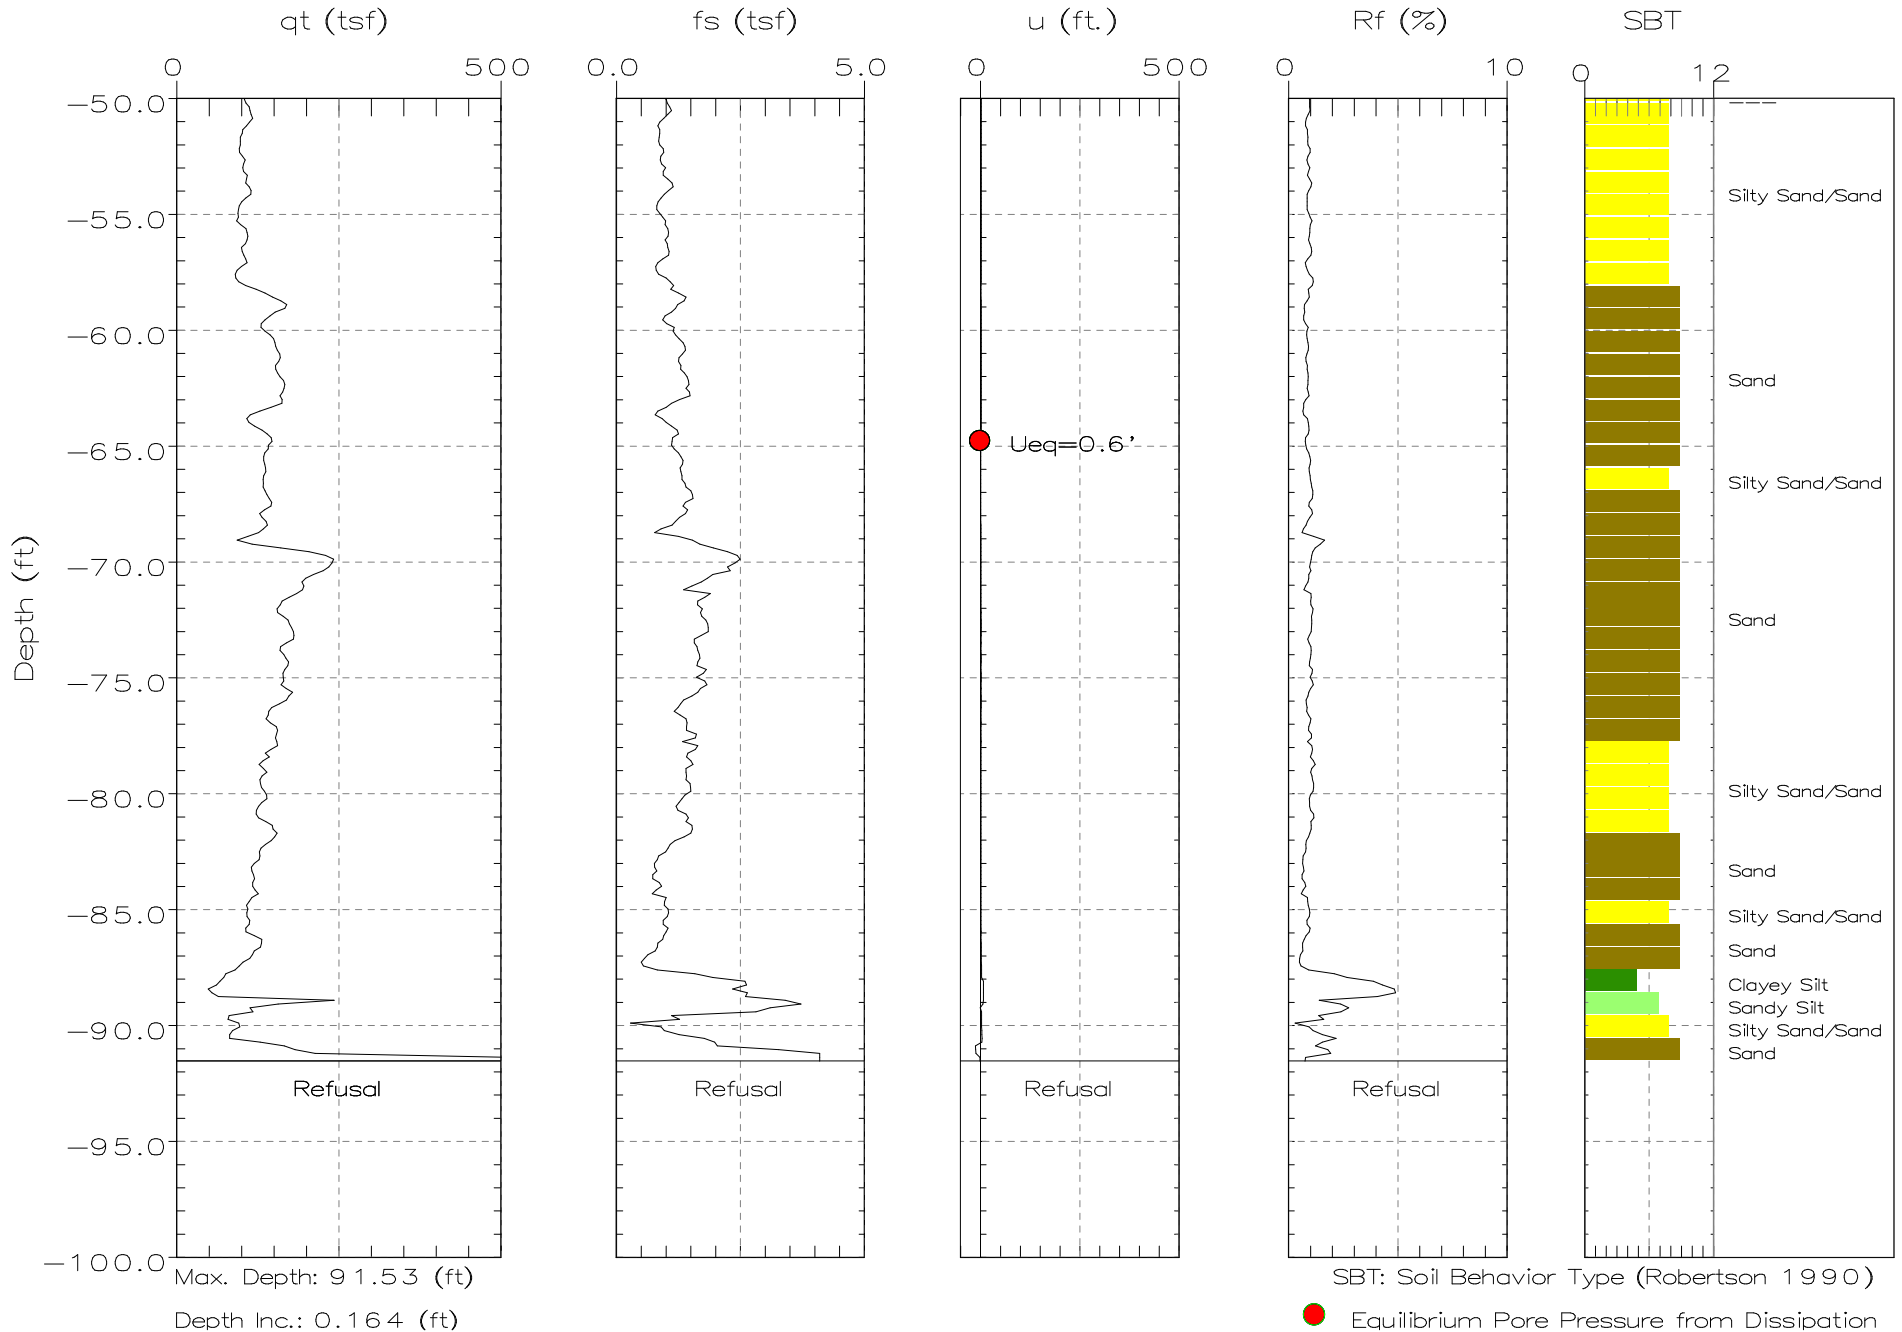 qt (tsf) fs (tsf) u (ft.) Rf (%) SBT
0 500 0.0 5.0 0 500 0 10 0 12
-50.0
Silty Sand/Sand
-55.0
-60.0
Sand
-65.0
Ueq=0.6'
Silty Sand/Sand
-70.0
Depth (ft)
Sand
-75.0
-80.0
Silty Sand/Sand
Sand
-85.0
Silty Sand/Sand
Sand
Clayey Silt
Sandy Silt
-90.0
Silty Sand/Sand
Sand
Refusal Refusal Refusal Refusal
-95.0
-100.0
Max. Depth: 91.53 (ft)
SBT: Soil Behavior Type (Robertson 1990)
Depth Inc.: 0.164 (ft)
Equilibrium Pore Pressure from Dissipation